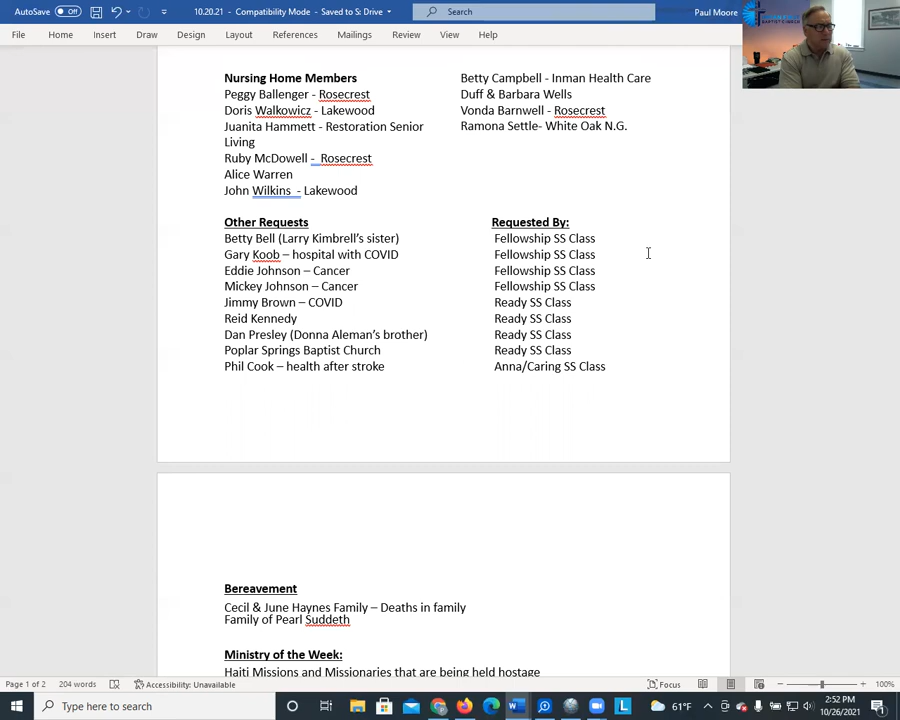 AutoSave Off 10.20.21 - Compatibility Mode - Saved to S: Drive Search Paul Moore
File Home Insert Draw Design Layout References Mailings Review View Help
BAPTIST CHURCH
Nursing Home Members
Peggy Ballenger - Rosecrest
Doris Walkowicz - Lakewood
Juanita Hammett - Restoration Senior
Living
Ruby McDowell - Rosecrest
Alice Warren
John Wilkins - Lakewood
Betty Campbell - Inman Health Care
Duff & Barbara Wells
Vonda Barnwell - Rosecrest
Ramona Settle- White Oak N.G.
Other Requests Requested By:
Betty Bell (Larry Kimbrell's sister) Fellowship SS Class
Gary Koob – hospital with COVID Fellowship SS Class
Eddie Johnson – Cancer Fellowship SS Class
Mickey Johnson – Cancer Fellowship SS Class
Jimmy Brown – COVID Ready SS Class
Reid Kennedy Ready SS Class
Dan Presley (Donna Aleman's brother) Ready SS Class
Poplar Springs Baptist Church Ready SS Class
Phil Cook – health after stroke Anna/Caring SS Class
Bereavement
Cecil & June Haynes Family – Deaths in family
Family of Pearl Suddeth
Ministry of the Week:
Haiti Missions and Missionaries that are being held hostage
Page 1 of 2 204 words Accessibility: Unavailable Focus 100%
Type here to search 61°F 2:52 PM
10/26/2021